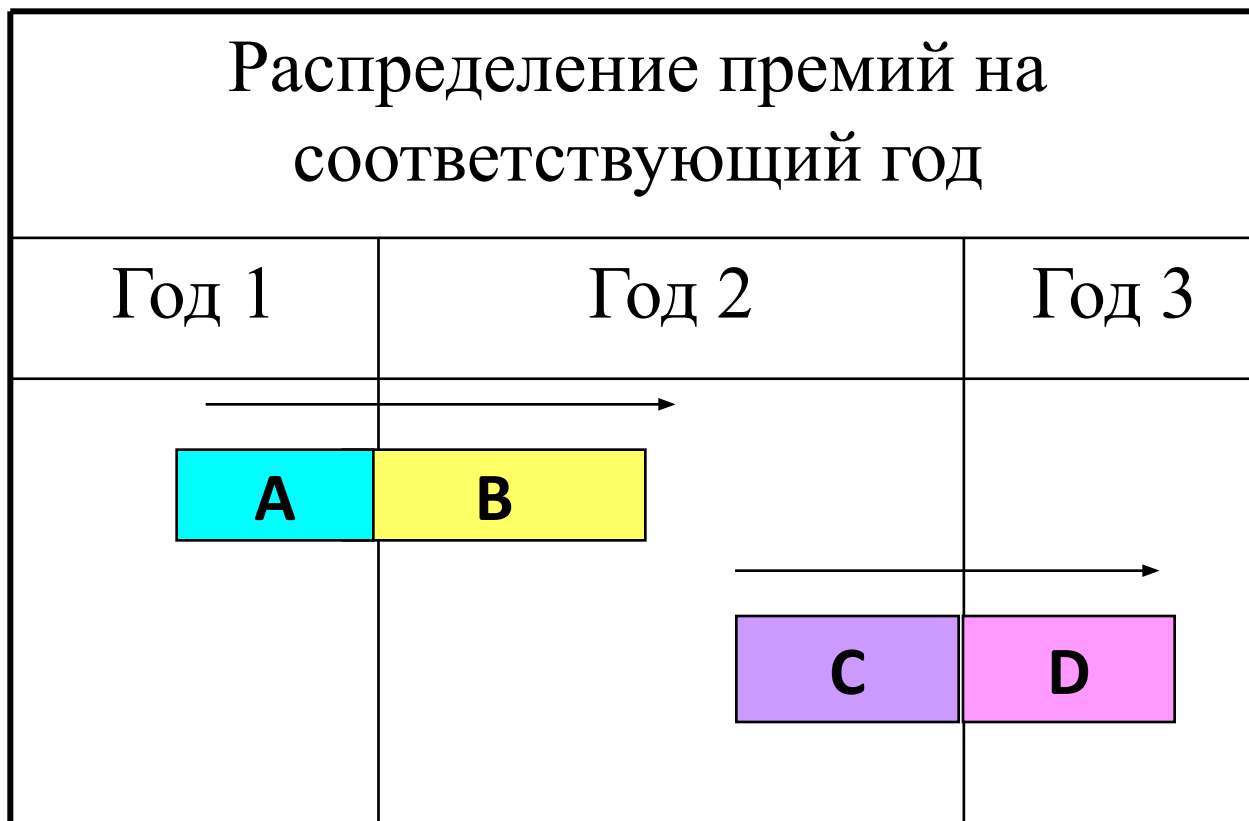 Распределение премий на
соответствующий год
Год 1 Год 2 Год 3
A B
C D